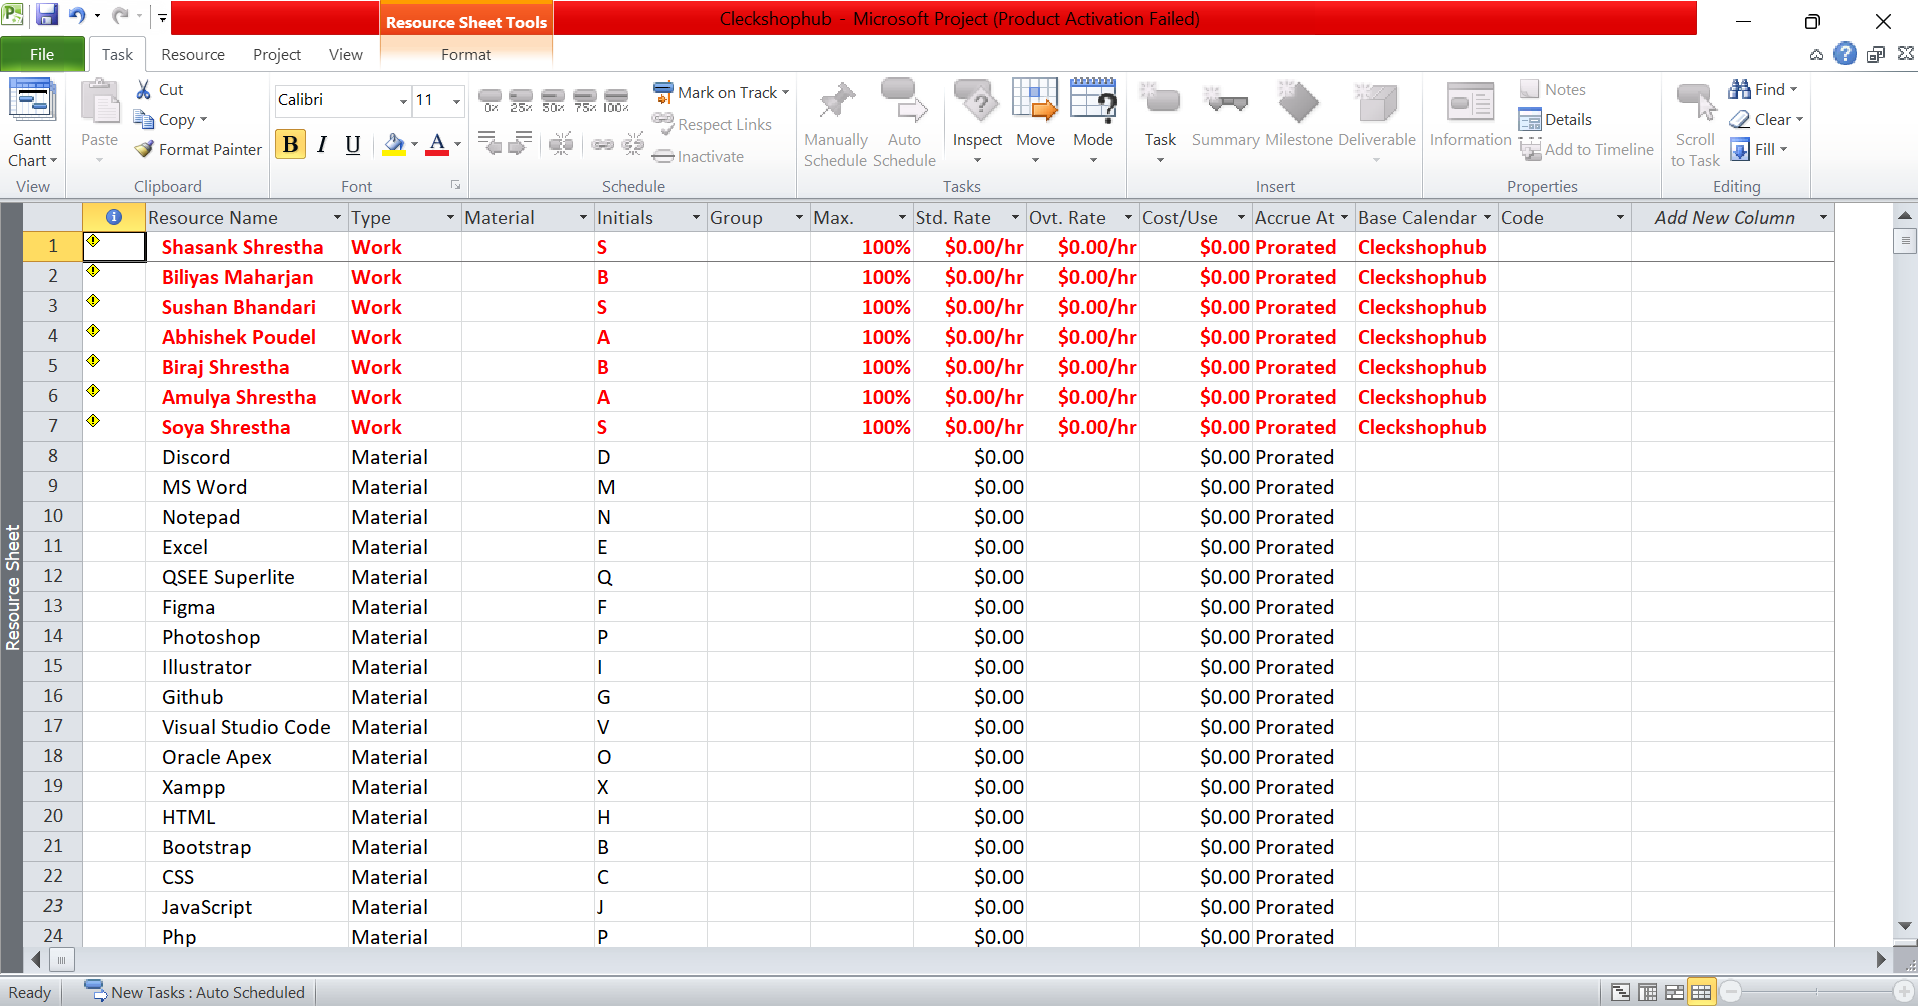 Resource Sheet Tools
Cleckshophub - Microsoft Project (Product Activation Failed)
File Task Resource Project View Format
Gantt Chart
View
Paste
Cut
Copy
Format Painter
Clipboard
Calibri 11
B I U A
Font
0% 25% 50% 75% 100%
Mark on Track
Respect Links
Inactivate
Schedule
Manually Schedule
Auto Schedule
Inspect
Move
Mode
Tasks
Task
Summary
Milestone
Deliverable
Insert
Information
Notes
Details
Add to Timeline
Properties
Scroll to Task
Find
Clear
Fill
Editing
Resource Name Type Material Initials Group Max. Std. Rate Ovt. Rate Cost/Use Accrue At Base Calendar Code Add New Column
1 Shasank Shrestha Work S 100% $0.00/hr $0.00/hr $0.00 Prorated Cleckshophub
2 Biliyas Maharjan Work B 100% $0.00/hr $0.00/hr $0.00 Prorated Cleckshophub
3 Sushan Bhandari Work S 100% $0.00/hr $0.00/hr $0.00 Prorated Cleckshophub
4 Abhishek Poudel Work A 100% $0.00/hr $0.00/hr $0.00 Prorated Cleckshophub
5 Biraj Shrestha Work B 100% $0.00/hr $0.00/hr $0.00 Prorated Cleckshophub
6 Amulya Shrestha Work A 100% $0.00/hr $0.00/hr $0.00 Prorated Cleckshophub
7 Soya Shrestha Work S 100% $0.00/hr $0.00/hr $0.00 Prorated Cleckshophub
8 Discord Material D $0.00 $0.00 Prorated
9 MS Word Material M $0.00 $0.00 Prorated
10 Notepad Material N $0.00 $0.00 Prorated
11 Excel Material E $0.00 $0.00 Prorated
12 QSEE Superlite Material Q $0.00 $0.00 Prorated
13 Figma Material F $0.00 $0.00 Prorated
14 Photoshop Material P $0.00 $0.00 Prorated
15 Illustrator Material I $0.00 $0.00 Prorated
16 Github Material G $0.00 $0.00 Prorated
17 Visual Studio Code Material V $0.00 $0.00 Prorated
18 Oracle Apex Material O $0.00 $0.00 Prorated
19 Xampp Material X $0.00 $0.00 Prorated
20 HTML Material H $0.00 $0.00 Prorated
21 Bootstrap Material B $0.00 $0.00 Prorated
22 CSS Material C $0.00 $0.00 Prorated
23 JavaScript Material J $0.00 $0.00 Prorated
24 Php Material P $0.00 $0.00 Prorated
Resource Sheet
Ready New Tasks : Auto Scheduled